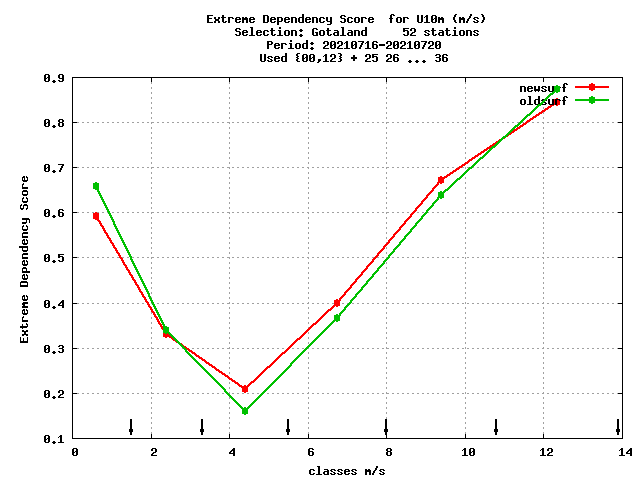 Extreme Dependency Score  for U10m (m/s)
Selection: Gotaland     52 stations
Period: 20210716-20210720
Used {00,12} + 25 26 ... 36
newsurf
oldsurf
0.9
0.8
0.7
0.6
0.5
0.4
0.3
0.2
0.1
Extreme Dependency Score
0 2 4 6 8 10 12 14
classes m/s